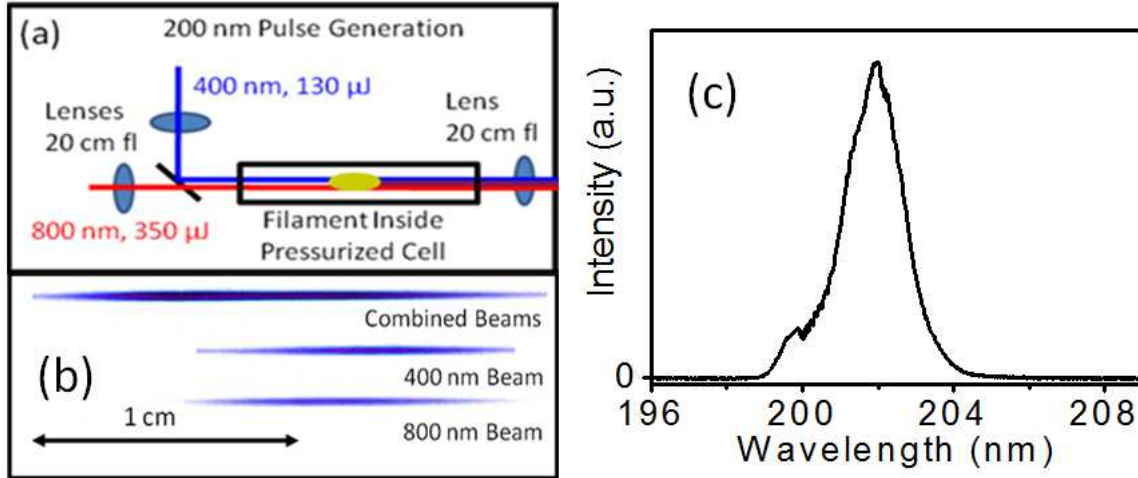 (a)
200 nm Pulse Generation
400 nm, 130 µJ
Lenses
20 cm fl
Lens
20 cm fl
800 nm, 350 µJ
Filament Inside
Pressurized Cell
(b)
Combined Beams
400 nm Beam
1 cm
800 nm Beam
(c)
Intensity (a.u.)
0
196 200 204 208
Wavelength (nm)